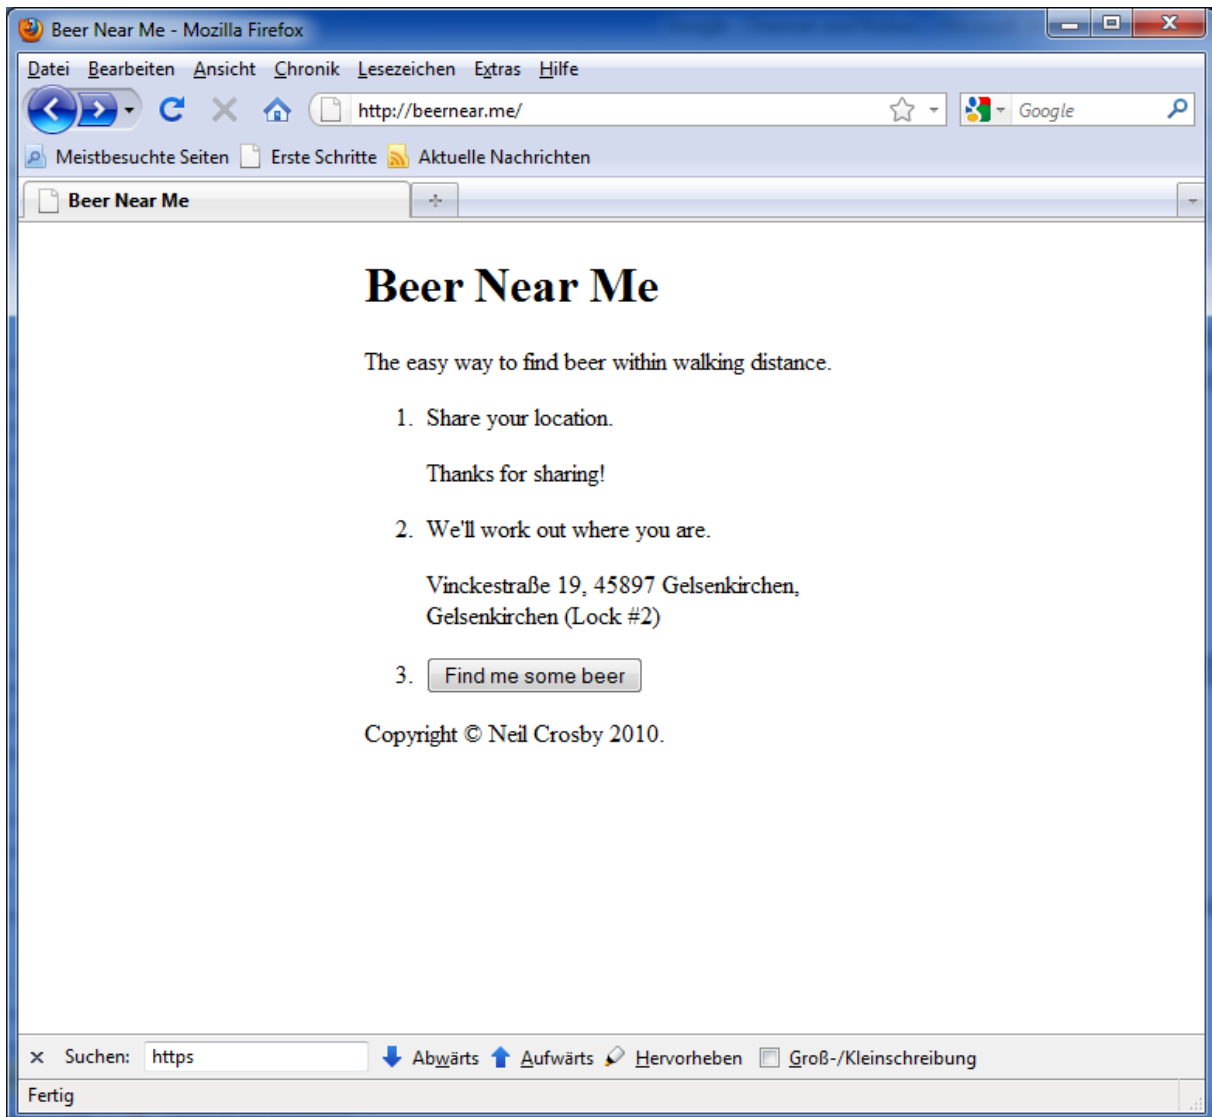 Beer Near Me - Mozilla Firefox
Datei Bearbeiten Ansicht Chronik Lesezeichen Extras Hilfe
http://beernear.me/ Google
Meistbesuchte Seiten Erste Schritte Aktuelle Nachrichten
Beer Near Me
Beer Near Me
The easy way to find beer within walking distance.
1. Share your location.
Thanks for sharing!
2. We'll work out where you are.
Vinckestraße 19, 45897 Gelsenkirchen,
Gelsenkirchen (Lock #2)
3. Find me some beer
Copyright © Neil Crosby 2010.
Suchen: https Abwärts Aufwärts Hervorheben Groß-/Kleinschreibung
Fertig